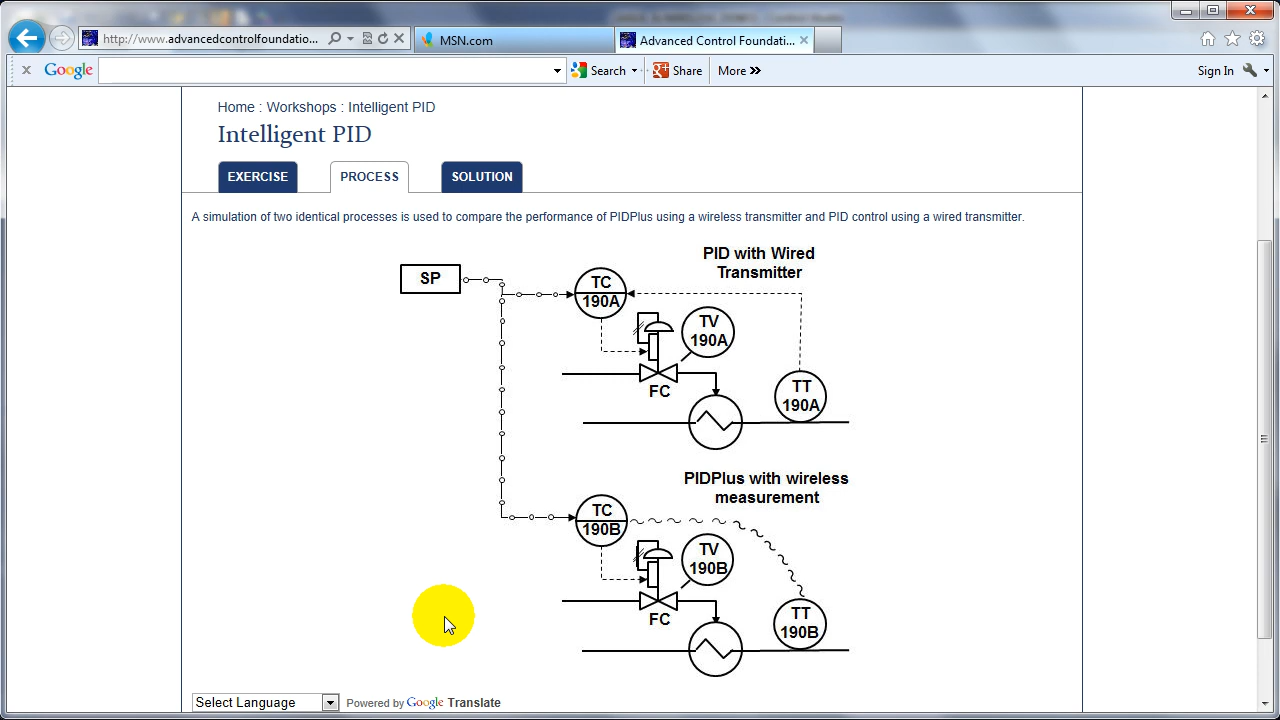 http://www.advancedcontrolfoundatio...
MSN.com
Advanced Control Foundati...
Google
Search
Share
More
Sign In
Home : Workshops : Intelligent PID
Intelligent PID
EXERCISE
PROCESS
SOLUTION
A simulation of two identical processes is used to compare the performance of PIDPlus using a wireless transmitter and PID control using a wired transmitter.
PID with Wired
Transmitter
SP
TC
190A
TV
190A
FC
TT
190A
PIDPlus with wireless
measurement
TC
190B
TV
190B
FC
TT
190B
Select Language
Powered by Google Translate